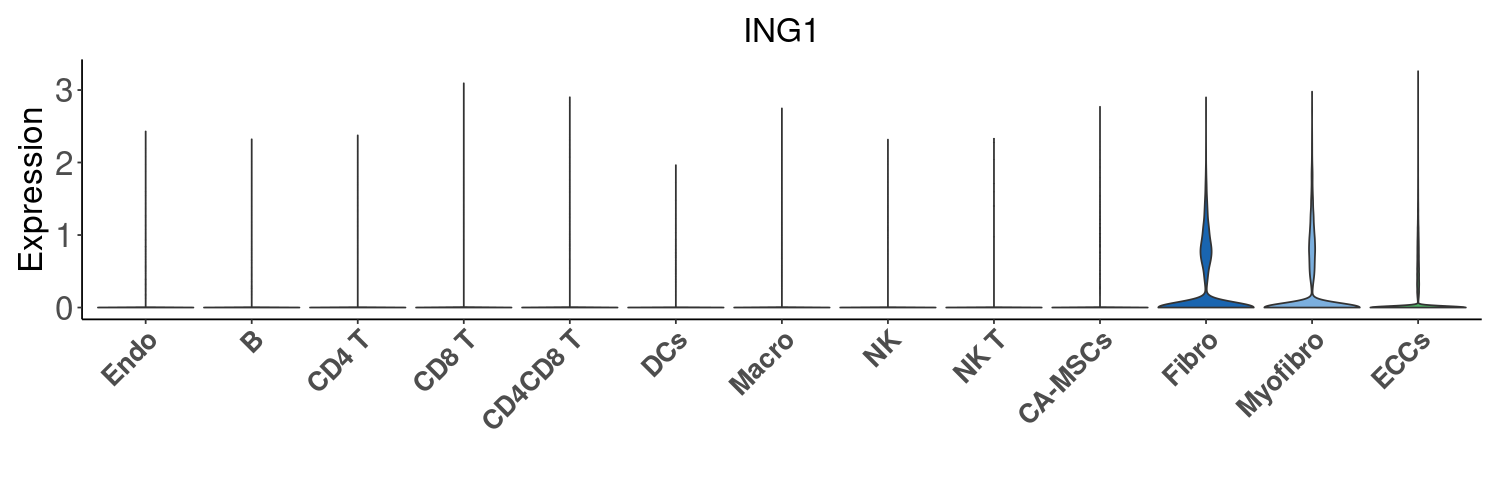 ING1
Expression
3
2
1
0
Endo
B
CD4 T
CD8 T
CD4CD8 T
DCs
Macro
NK
NK T
CA-MSCs
Fibro
Myofibro
ECCs